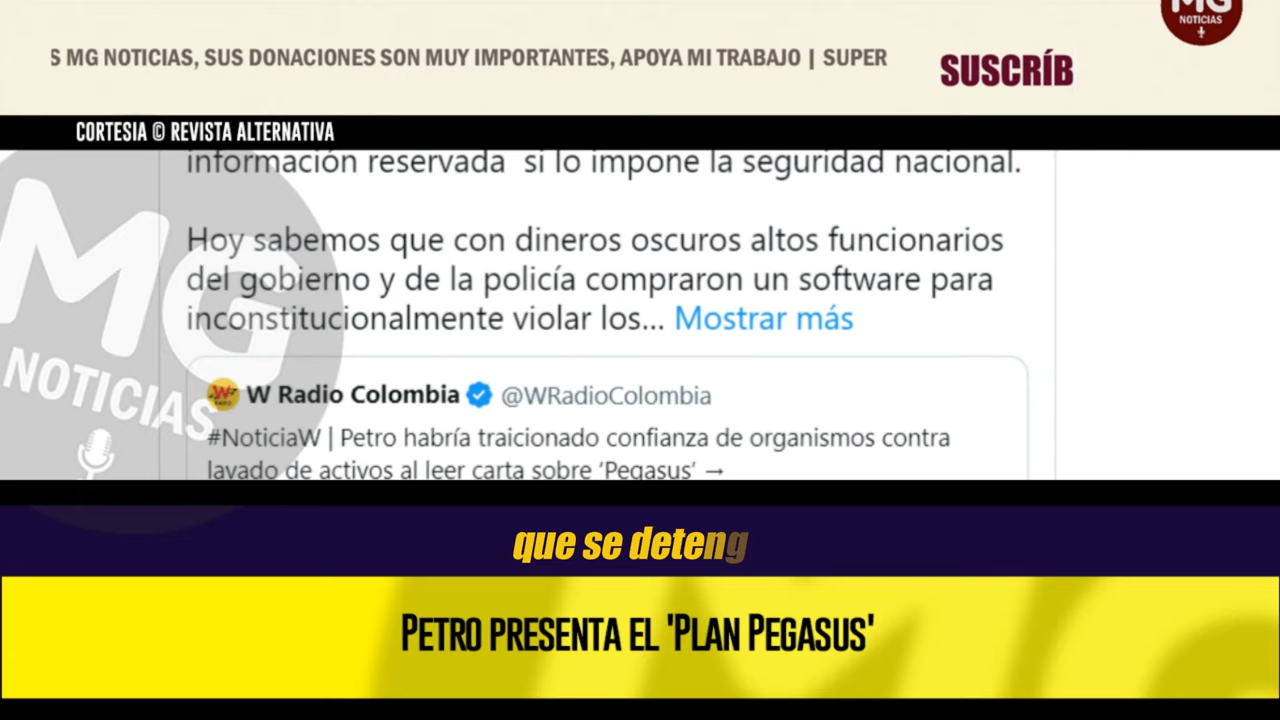 MG
NOTICIAS
S MG NOTICIAS, SUS DONACIONES SON MUY IMPORTANTES, APOYA MI TRABAJO | SUPER
SUSCRÍB
CORTESIA © REVISTA ALTERNATIVA
información reservada si lo impone la seguridad nacional.
Hoy sabemos que con dineros oscuros altos funcionarios
del gobierno y de la policía compraron un software para
inconstitucionalmente violar los... Mostrar más
MG
NOTICIAS
W Radio Colombia @WRadioColombia
#NoticiaW | Petro habría traicionado confianza de organismos contra
lavado de activos al leer carta sobre ‘Pegasus’ →
que se deteng
PETRO PRESENTA EL 'PLAN PEGASUS'